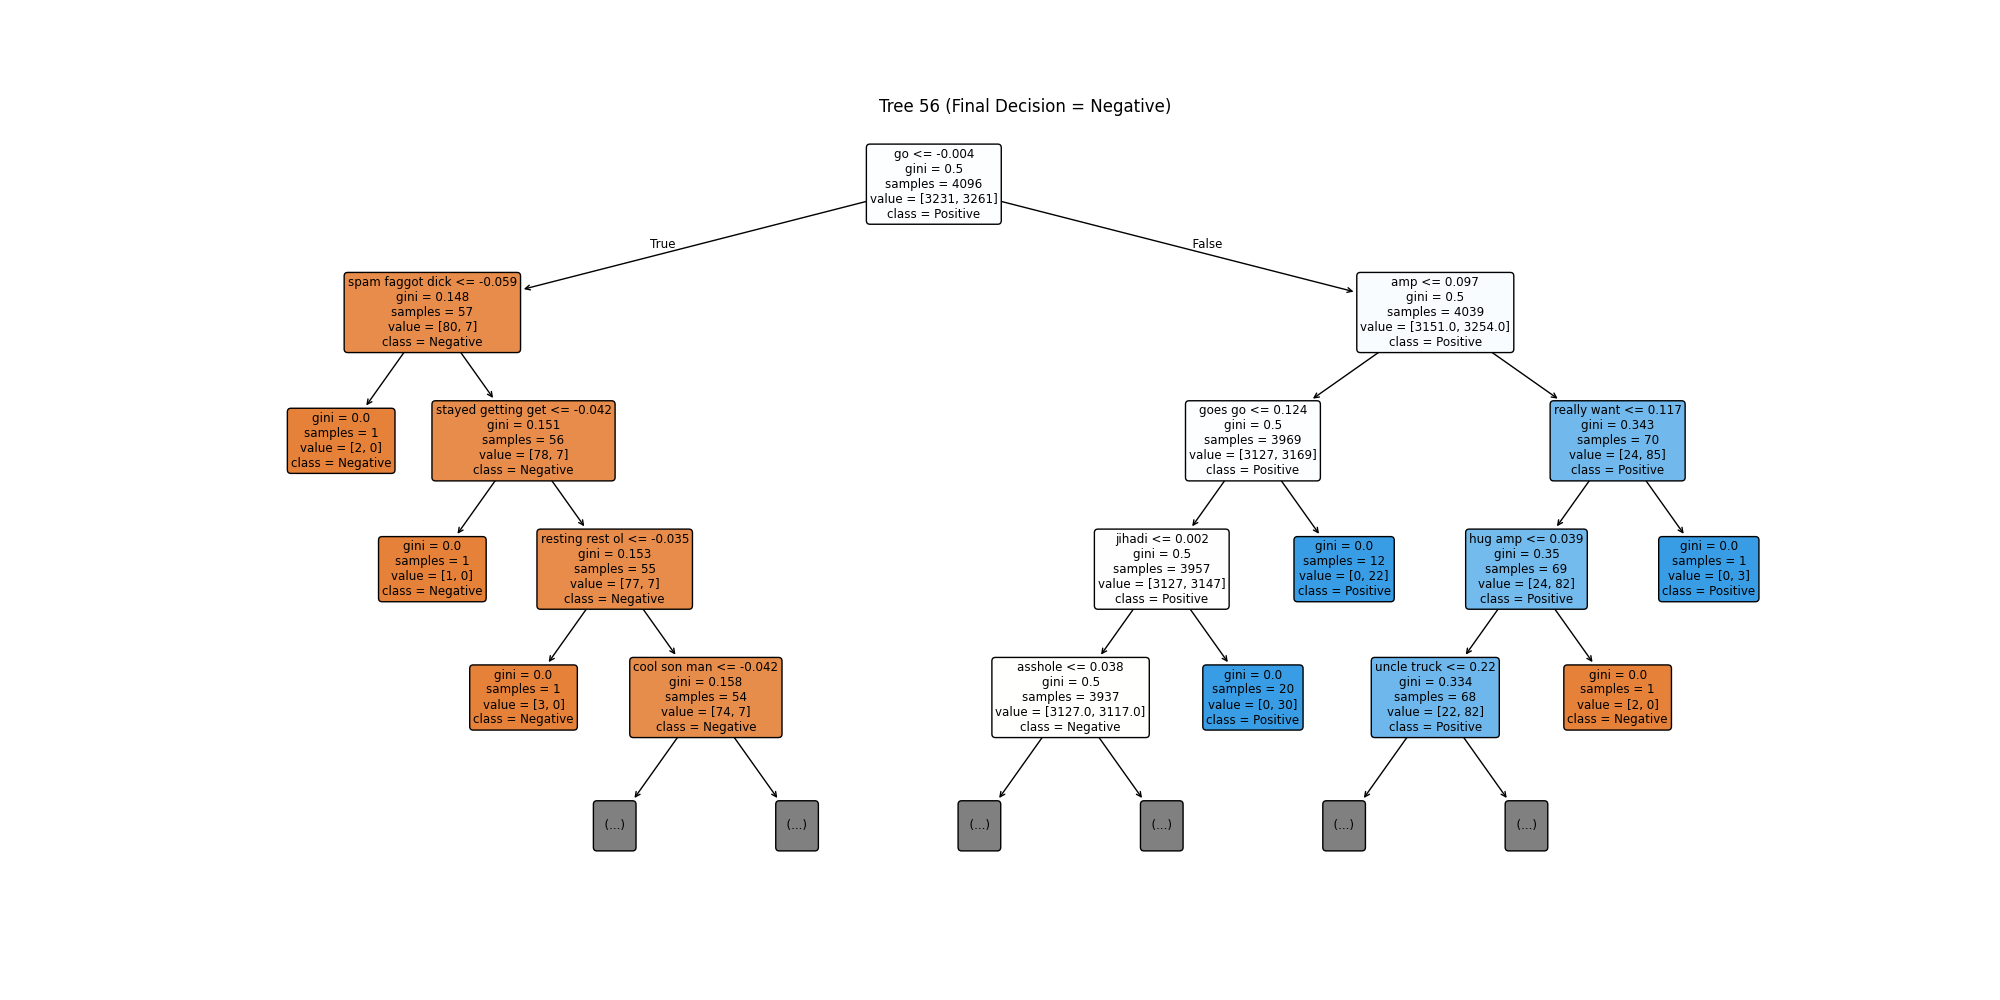 Tree 56 (Final Decision = Negative)
go <= -0.004
gini = 0.5
samples = 4096
value = [3231, 3261]
class = Positive
True
False
spam faggot dick <= -0.059
gini = 0.148
samples = 57
value = [80, 7]
class = Negative
amp <= 0.097
gini = 0.5
samples = 4039
value = [3151.0, 3254.0]
class = Positive
gini = 0.0
samples = 1
value = [2, 0]
class = Negative
stayed getting get <= -0.042
gini = 0.151
samples = 56
value = [78, 7]
class = Negative
goes go <= 0.124
gini = 0.5
samples = 3969
value = [3127, 3169]
class = Positive
really want <= 0.117
gini = 0.343
samples = 70
value = [24, 85]
class = Positive
gini = 0.0
samples = 1
value = [1, 0]
class = Negative
resting rest ol <= -0.035
gini = 0.153
samples = 55
value = [77, 7]
class = Negative
jihadi <= 0.002
gini = 0.5
samples = 3957
value = [3127, 3147]
class = Positive
gini = 0.0
samples = 12
value = [0, 22]
class = Positive
hug amp <= 0.039
gini = 0.35
samples = 69
value = [24, 82]
class = Positive
gini = 0.0
samples = 1
value = [0, 3]
class = Positive
gini = 0.0
samples = 1
value = [3, 0]
class = Negative
cool son man <= -0.042
gini = 0.158
samples = 54
value = [74, 7]
class = Negative
asshole <= 0.038
gini = 0.5
samples = 3937
value = [3127.0, 3117.0]
class = Negative
gini = 0.0
samples = 20
value = [0, 30]
class = Positive
uncle truck <= 0.22
gini = 0.334
samples = 68
value = [22, 82]
class = Positive
gini = 0.0
samples = 1
value = [2, 0]
class = Negative
(...)
(...)
(...)
(...)
(...)
(...)